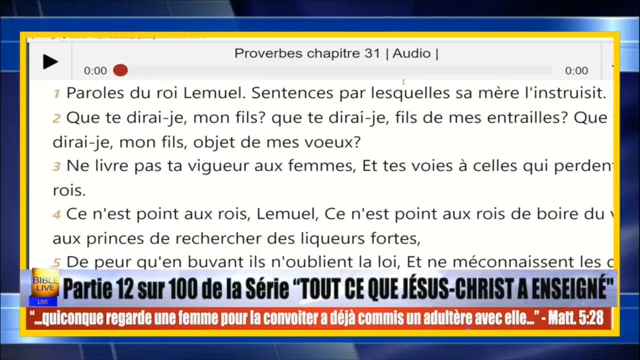 Proverbes chapitre 31 | Audio |
0:00
0:00
1 Paroles du roi Lemuel. Sentences par lesquelles sa mère l'instruisit.
2 Que te dirai-je, mon fils? que te dirai-je, fils de mes entrailles? Que
dirai-je, mon fils, objet de mes voeux?
3 Ne livre pas ta vigueur aux femmes, Et tes voies à celles qui perdent
rois.
4 Ce n'est point aux rois, Lemuel, Ce n'est point aux rois de boire du
aux princes de rechercher des liqueurs fortes,
5 De peur qu'en buvant ils n'oublient la loi, Et ne méconnaissent les
BIBLE
LIVE
LIVE
Partie 12 sur 100 de la Série “TOUT CE QUE JÉSUS-CHRIST A ENSEIGNÉ"
“...quiconque regarde une femme pour la convoiter a déjà commis un adultère avec elle...” - Matt. 5:28